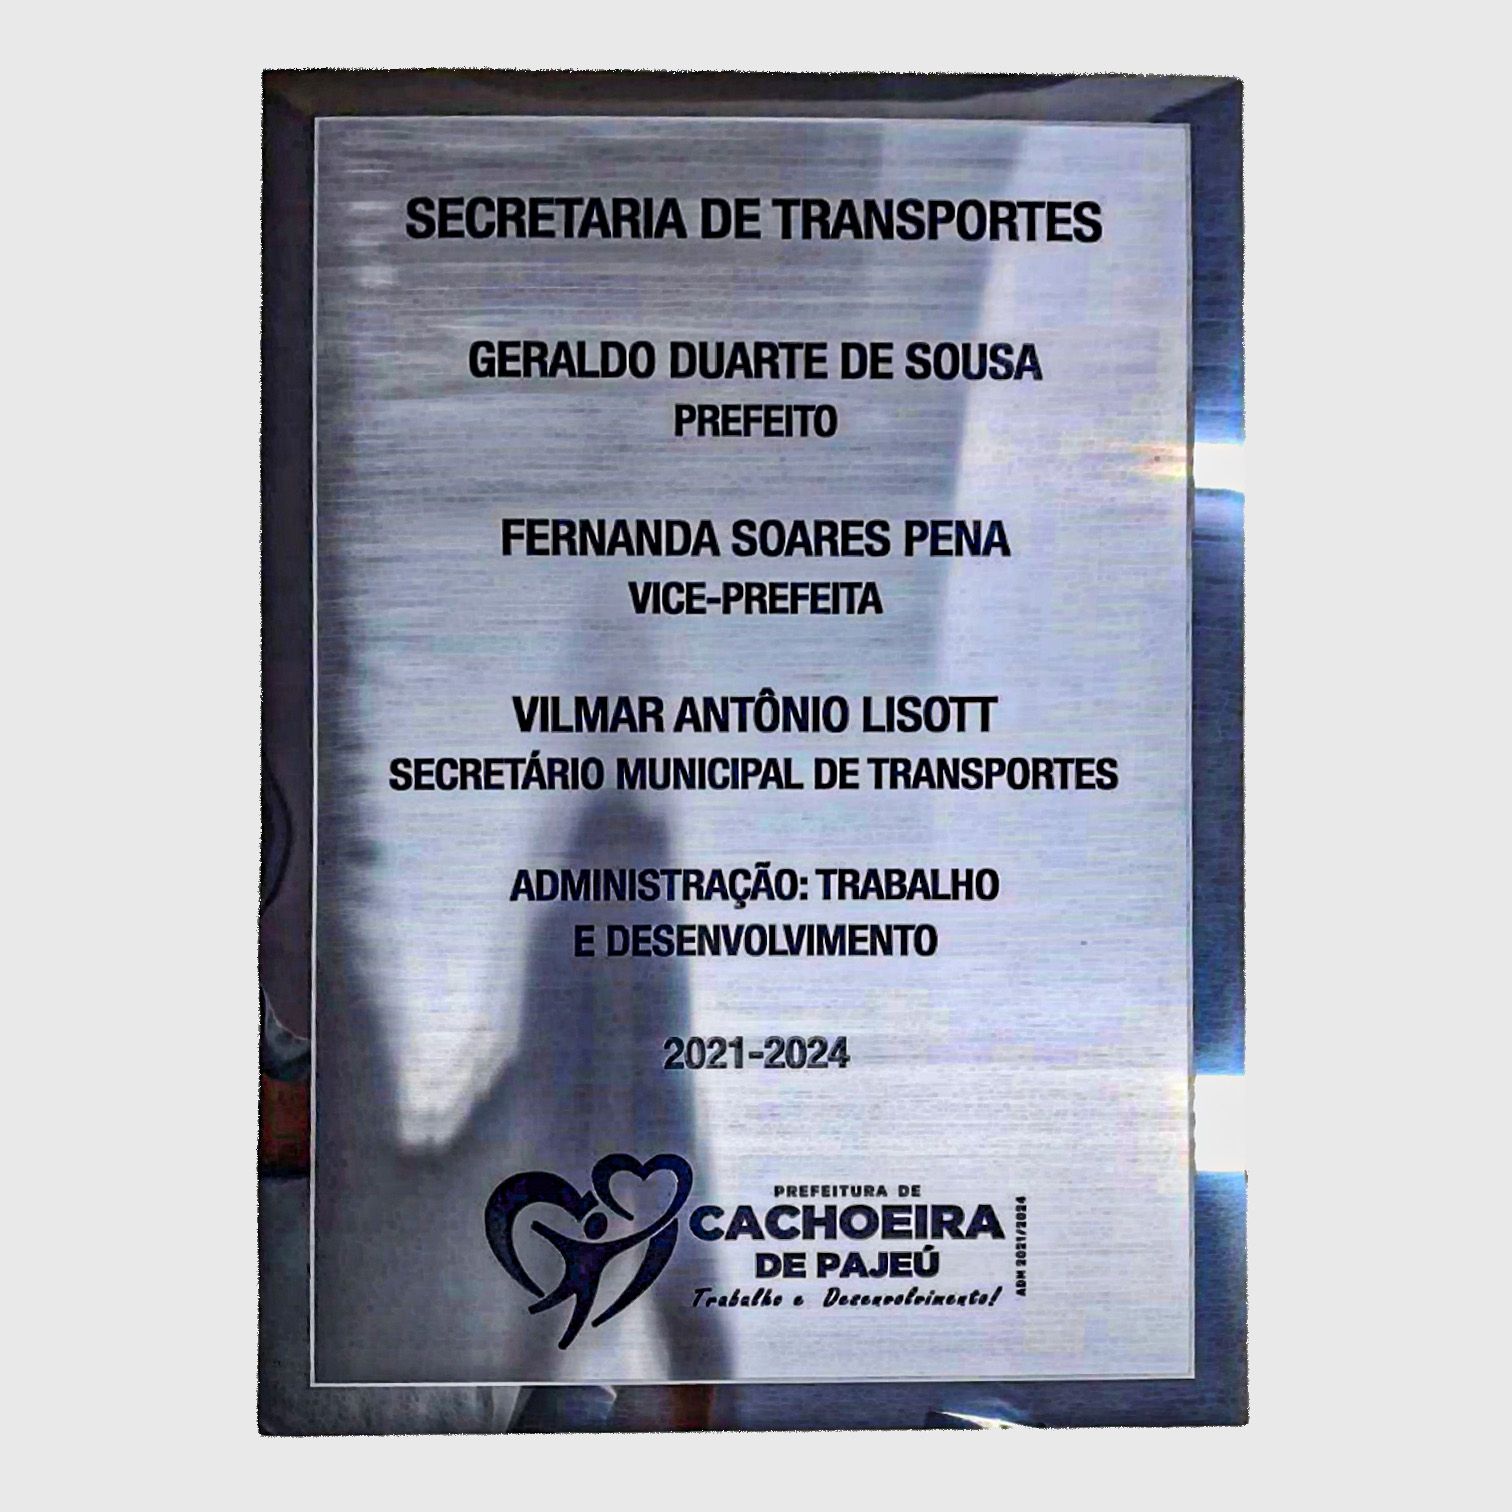 SECRETARIA DE TRANSPORTES
GERALDO DUARTE DE SOUSA
PREFEITO
FERNANDA SOARES PENA
VICE-PREFEITA
VILMAR ANTÔNIO LISOTT
SECRETÁRIO MUNICIPAL DE TRANSPORTES
ADMINISTRAÇÃO: TRABALHO
E DESENVOLVIMENTO
2021-2024
PREFEITURA DE
CACHOEIRA
DE PAJEÚ
Trabalho e Desenvolvimento!
ADM 2021/2024